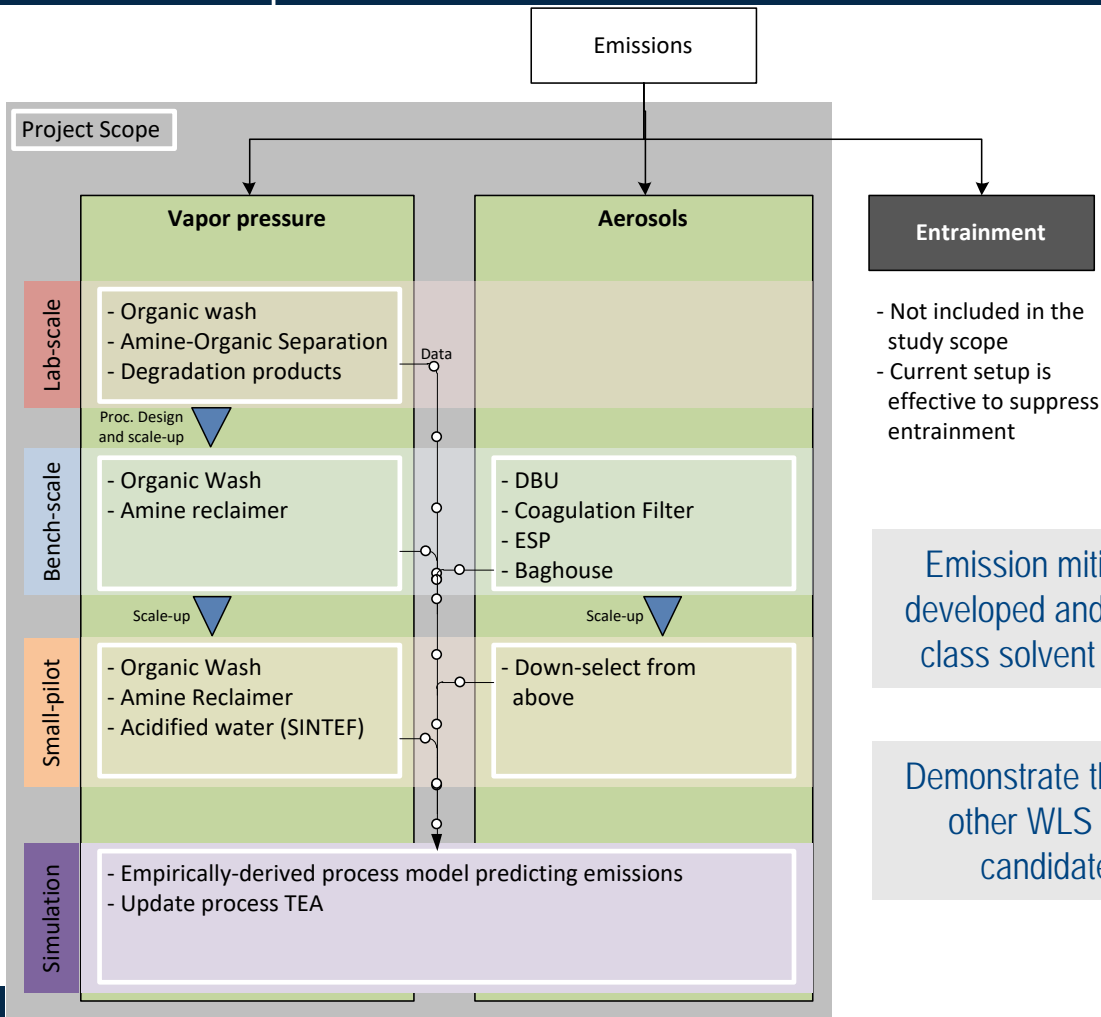 Emissions
Project Scope
Vapor pressure
Aerosols
Entrainment
Lab-scale
- Organic wash
- Amine-Organic Separation
- Degradation products
Data
- Not included in the
study scope
- Current setup is
effective to suppress
entrainment
Proc. Design
and scale-up
Bench-scale
- Organic Wash
- Amine reclaimer
- DBU
- Coagulation Filter
- ESP
- Baghouse
Emission
developed and
class solvent
Scale-up
Scale-up
Small-pilot
- Organic Wash
- Amine Reclaimer
- Acidified water (SINTEF)
- Down-select from
above
Demonstrate
other WLS
Simulation
- Empirically-derived process model predicting emissions
- Update process TEA